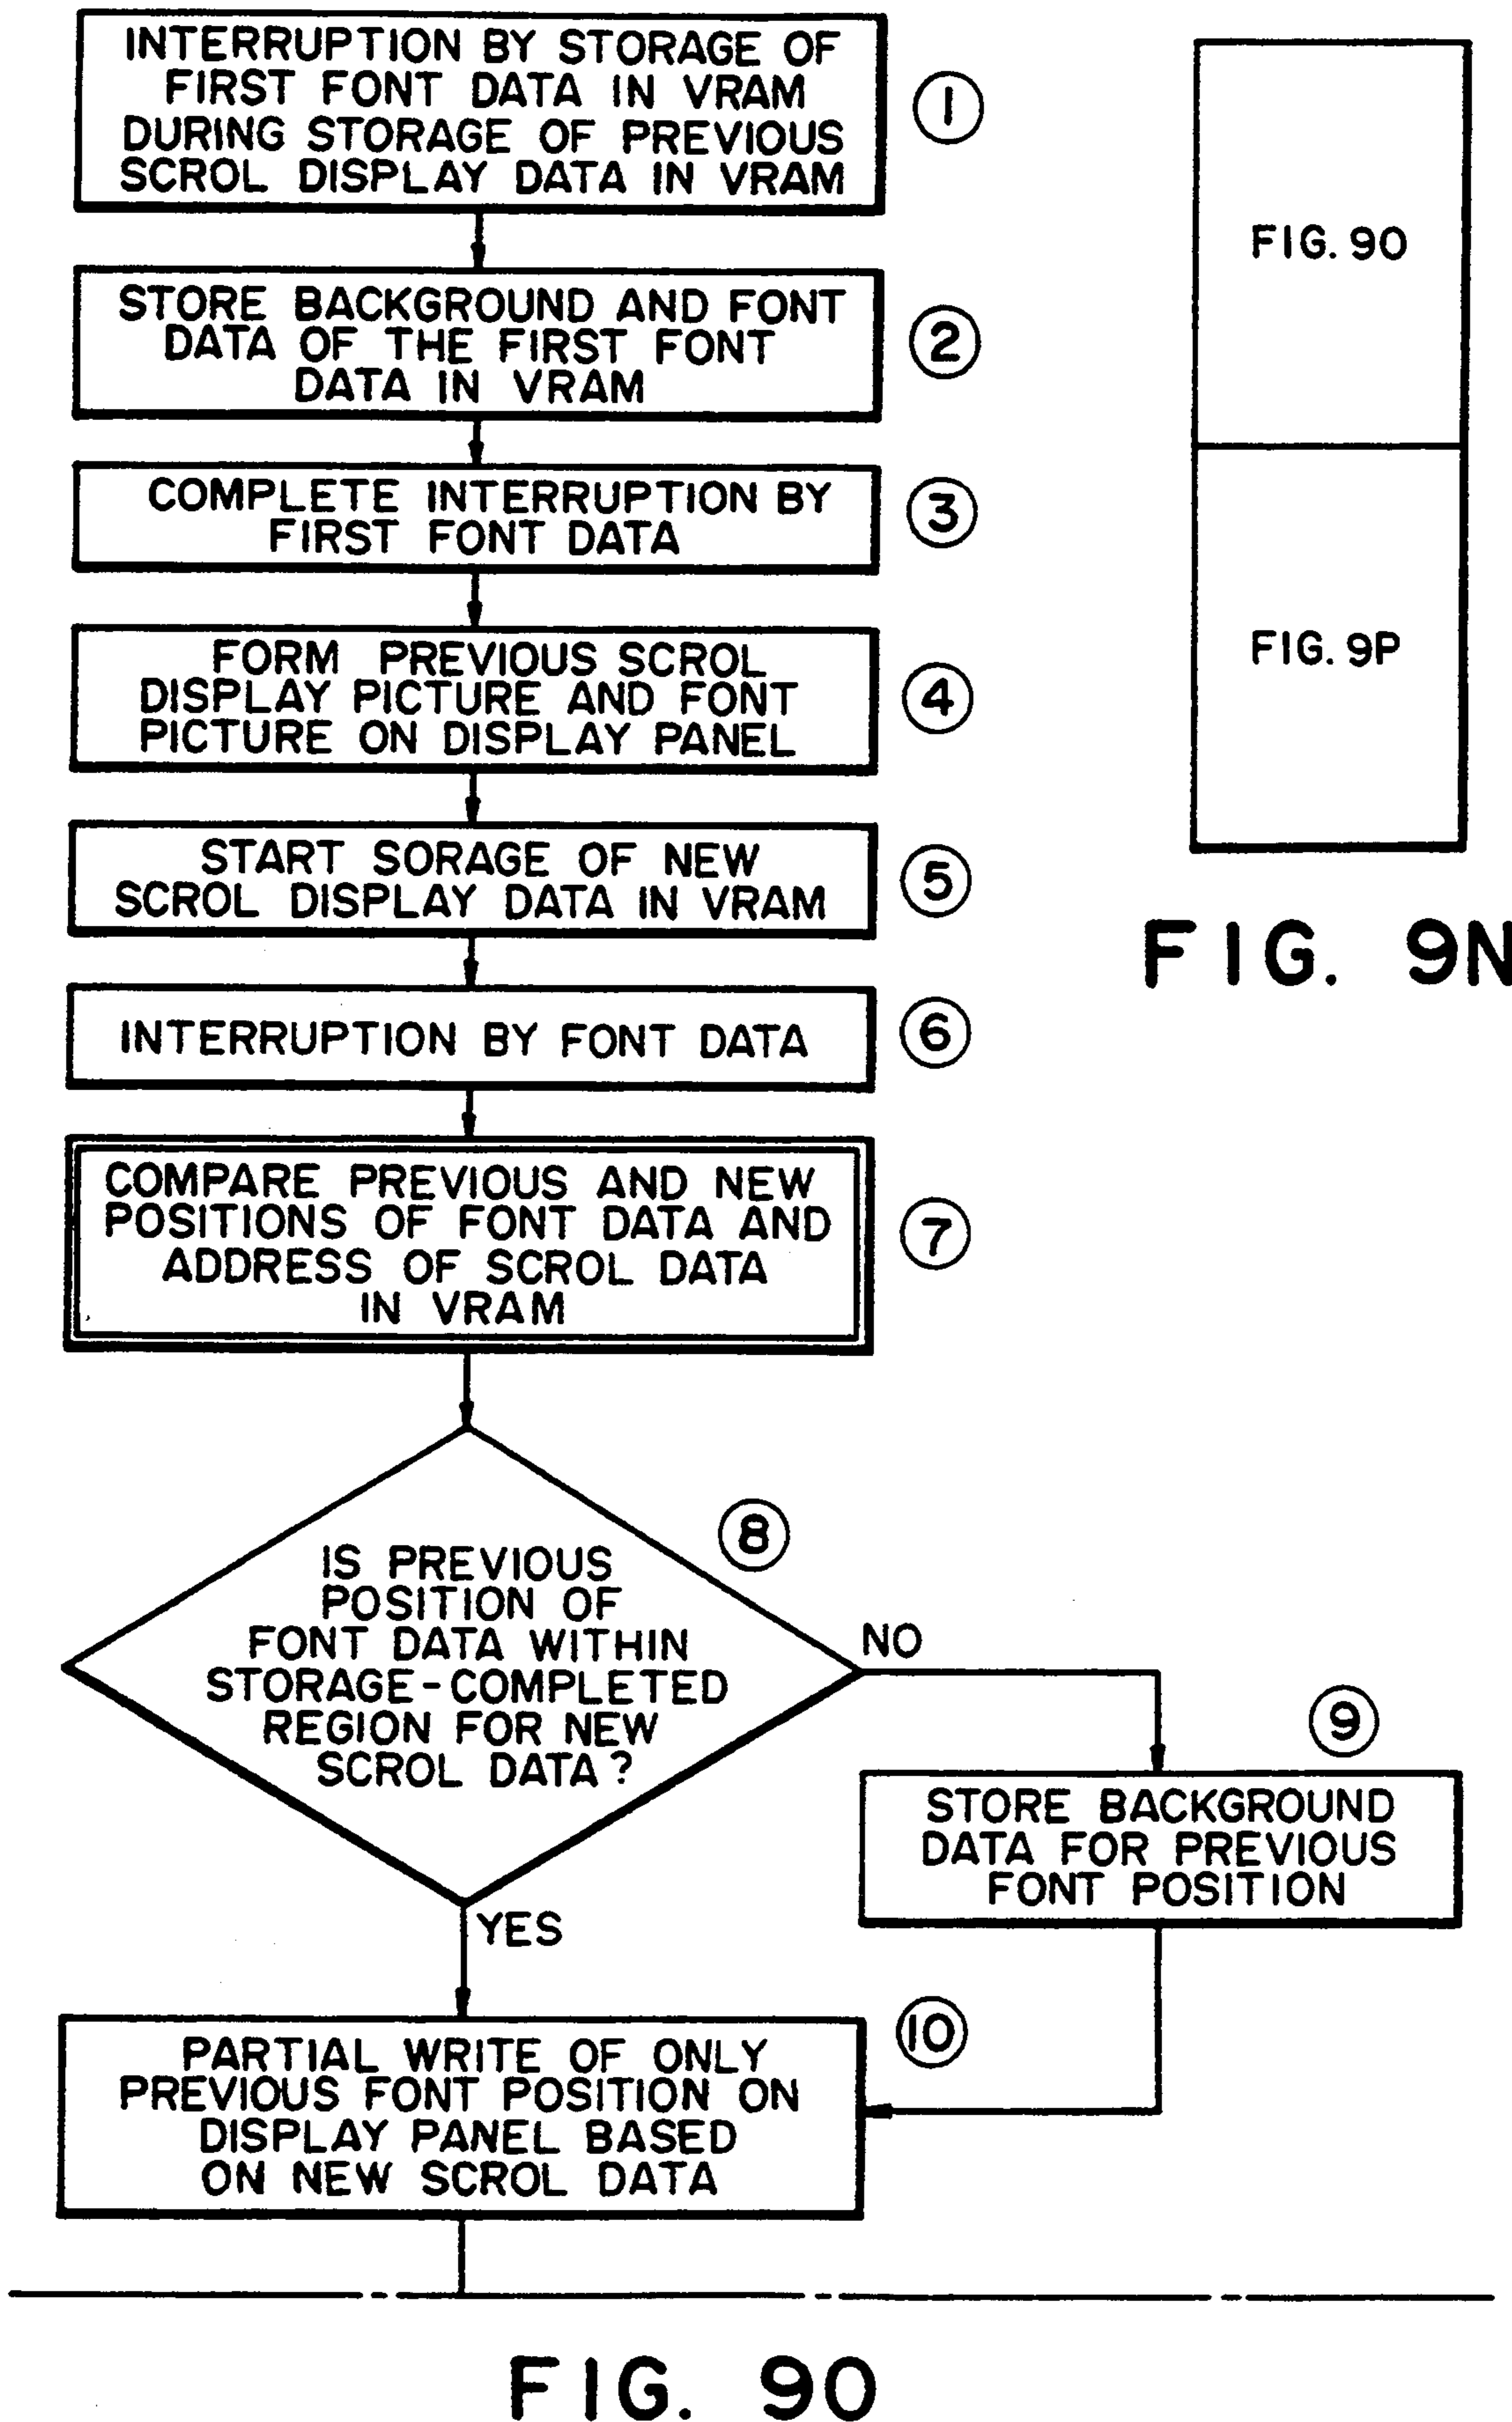 INTERRUPTION BY STORAGE OF
FIRST FONT DATA IN VRAM
DURING STORAGE OF PREVIOUS
SCROL DISPLAY DATA IN VRAM
1
STORE BACKGROUND AND FONT
DATA OF THE FIRST FONT
DATA IN VRAM
2
COMPLETE INTERRUPTION BY
FIRST FONT DATA
3
FORM PREVIOUS SCROL
DISPLAY PICTURE AND FONT
PICTURE ON DISPLAY PANEL
4
START SORAGE OF NEW
SCROL DISPLAY DATA IN VRAM
5
INTERRUPTION BY FONT DATA
6
COMPARE PREVIOUS AND NEW
POSITIONS OF FONT DATA AND
ADDRESS OF SCROL DATA
IN VRAM
7
IS PREVIOUS
POSITION OF
FONT DATA WITHIN
STORAGE-COMPLETED
REGION FOR NEW
SCROL DATA?
8
NO
9
STORE BACKGROUND
DATA FOR PREVIOUS
FONT POSITION
YES
10
PARTIAL WRITE OF ONLY
PREVIOUS FONT POSITION ON
DISPLAY PANEL BASED
ON NEW SCROL DATA
FIG. 9O
FIG. 9O
FIG. 9P
FIG. 9N